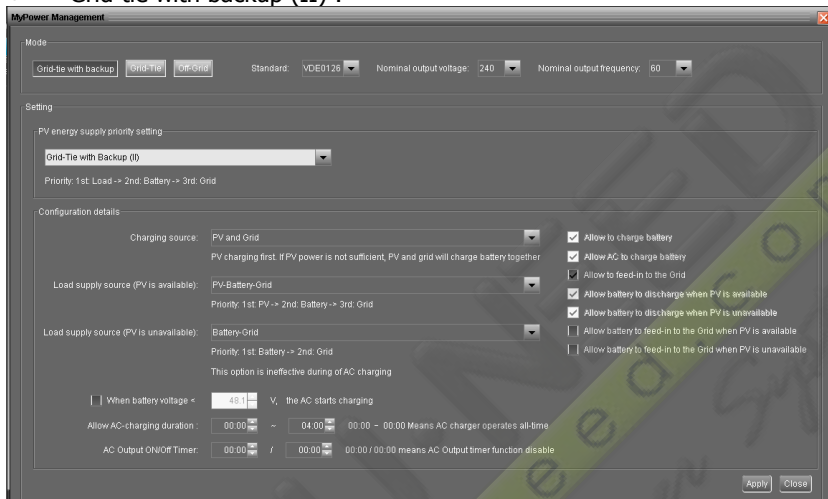 Grid-tie with backup (II) :
MyPower Management
Mode
Grid-tie with backup Grid-Tie Off-Grid Standard: VDE0126 Nominal output voltage: 240 Nominal output frequency: 60
Setting
PV energy supply priority setting
Grid-Tie with Backup (II)
Priority: 1st: Load -> 2nd: Battery -> 3rd: Grid
Configuration details
Charging source: PV and Grid
PV charging first. If PV power is not sufficient, PV and grid will charge battery together
Load supply source (PV is available): PV-Battery-Grid
Priority: 1st: PV -> 2nd: Battery -> 3rd: Grid
Load supply source (PV is unavailable): Battery-Grid
Priority: 1st: Battery -> 2nd: Grid
This option is ineffective during of AC charging
Allow to charge battery
Allow AC to charge battery
Allow to feed-in to the Grid
Allow battery to discharge when PV is available
Allow battery to discharge when PV is unavailable
Allow battery to feed-in to the Grid when PV is available
Allow battery to feed-in to the Grid when PV is unavailable
When battery voltage < 48.1 V, the AC starts charging
Allow AC-charging duration : 00:00 ~ 04:00 00:00 ~ 00:00 Means AC charger operates all-time
AC Output ON/Off Timer: 00:00 / 00:00 00:00 / 00:00 means AC Output timer function disable
Apply Close